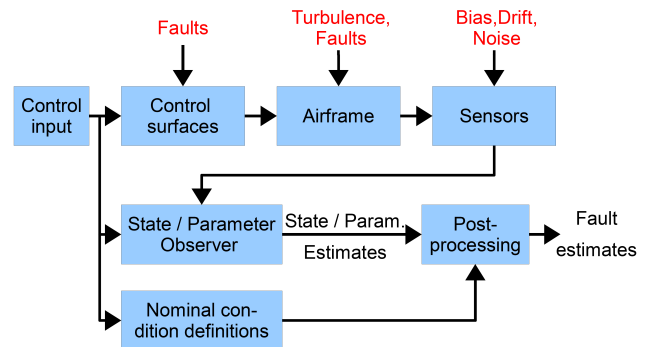 Faults
Turbulence,
Faults
Bias,Drift,
Noise
Control
input
Control
surfaces
Airframe
Sensors
State / Parameter
Observer
State / Param.
Estimates
Post-
processing
Fault
estimates
Nominal con-
dition definitions